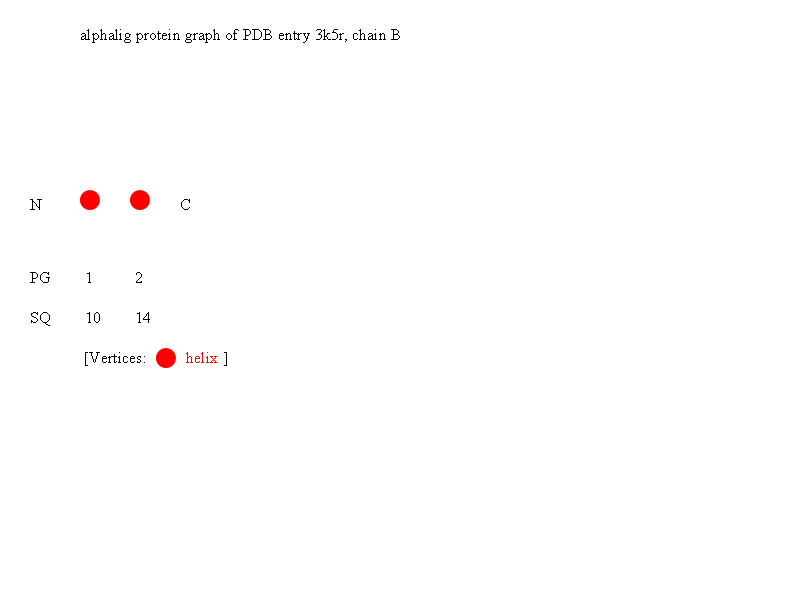 alphalig protein graph of PDB entry 3k5r, chain B
N C
PG 1 2
SQ 10 14
[Vertices: helix ]